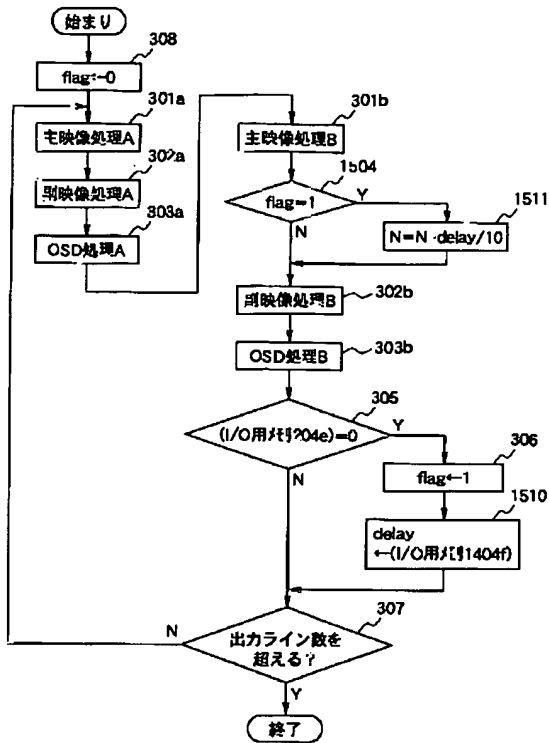 始まり
308
flag←0
301a
主映像処理A
302a
副映像処理A
303a
OSD処理A
301b
主映像処理B
1504
flag=1
Y
N
1511
N=N-delay/10
302b
副映像処理B
303b
OSD処理B
305
(I/O用メモリ204e)=0
Y
N
306
flag←1
1510
delay
←(I/O用メモリ1404f)
307
出力ライン数を
超える?
N
Y
終了